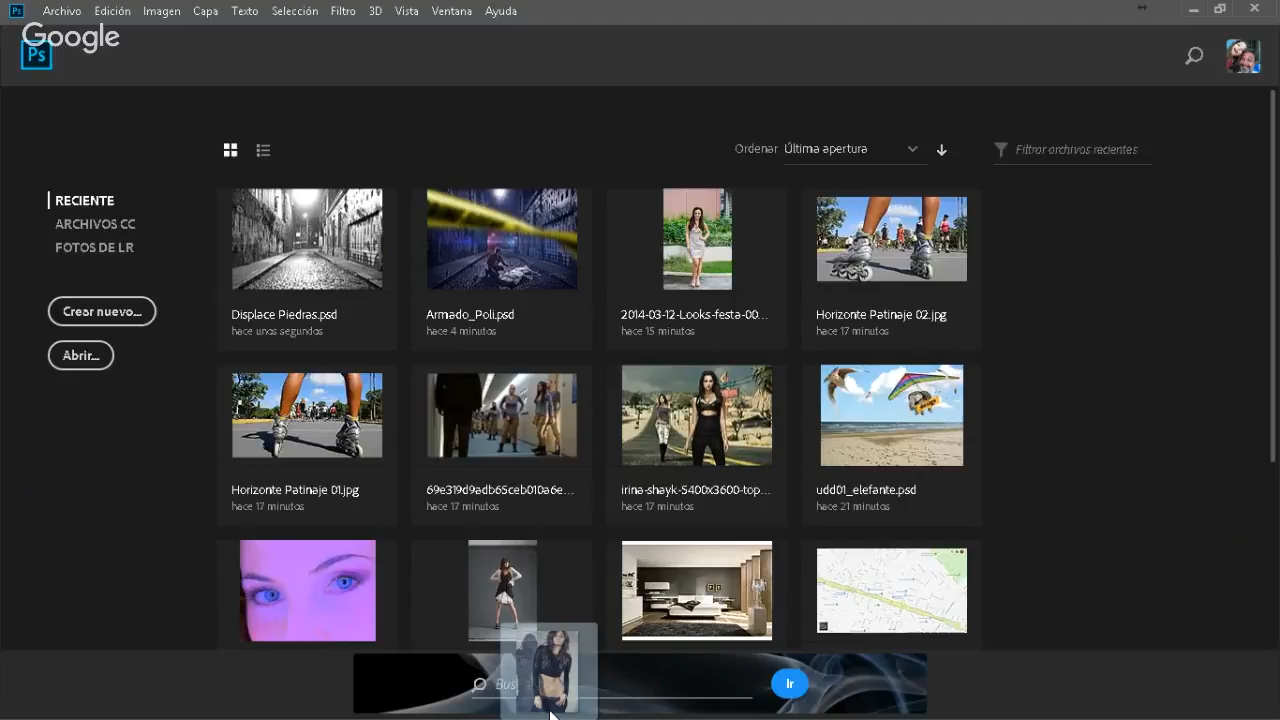 Ps Archivo Edición Imagen Capa Texto Selección Filtro 3D Vista Ventana Ayuda
Google
Ps
Ordenar Última apertura Filtrar archivos recientes
RECIENTE
ARCHIVOS CC
FOTOS DE LR
Crear nuevo...
Abrir...
Displace Piedras.psd Armado_Poli.psd 2014-03-12-Looks-festa-00... Horizonte Patinaje 02.jpg
hace unos segundos hace 4 minutos hace 15 minutos hace 17 minutos
Horizonte Patinaje 01.jpg 69e319d9adb65ceb010a6e... irina-shayk-5400x3600-top... udd01_elefante.psd
hace 17 minutos hace 17 minutos hace 17 minutos hace 21 minutos
Bus Ir